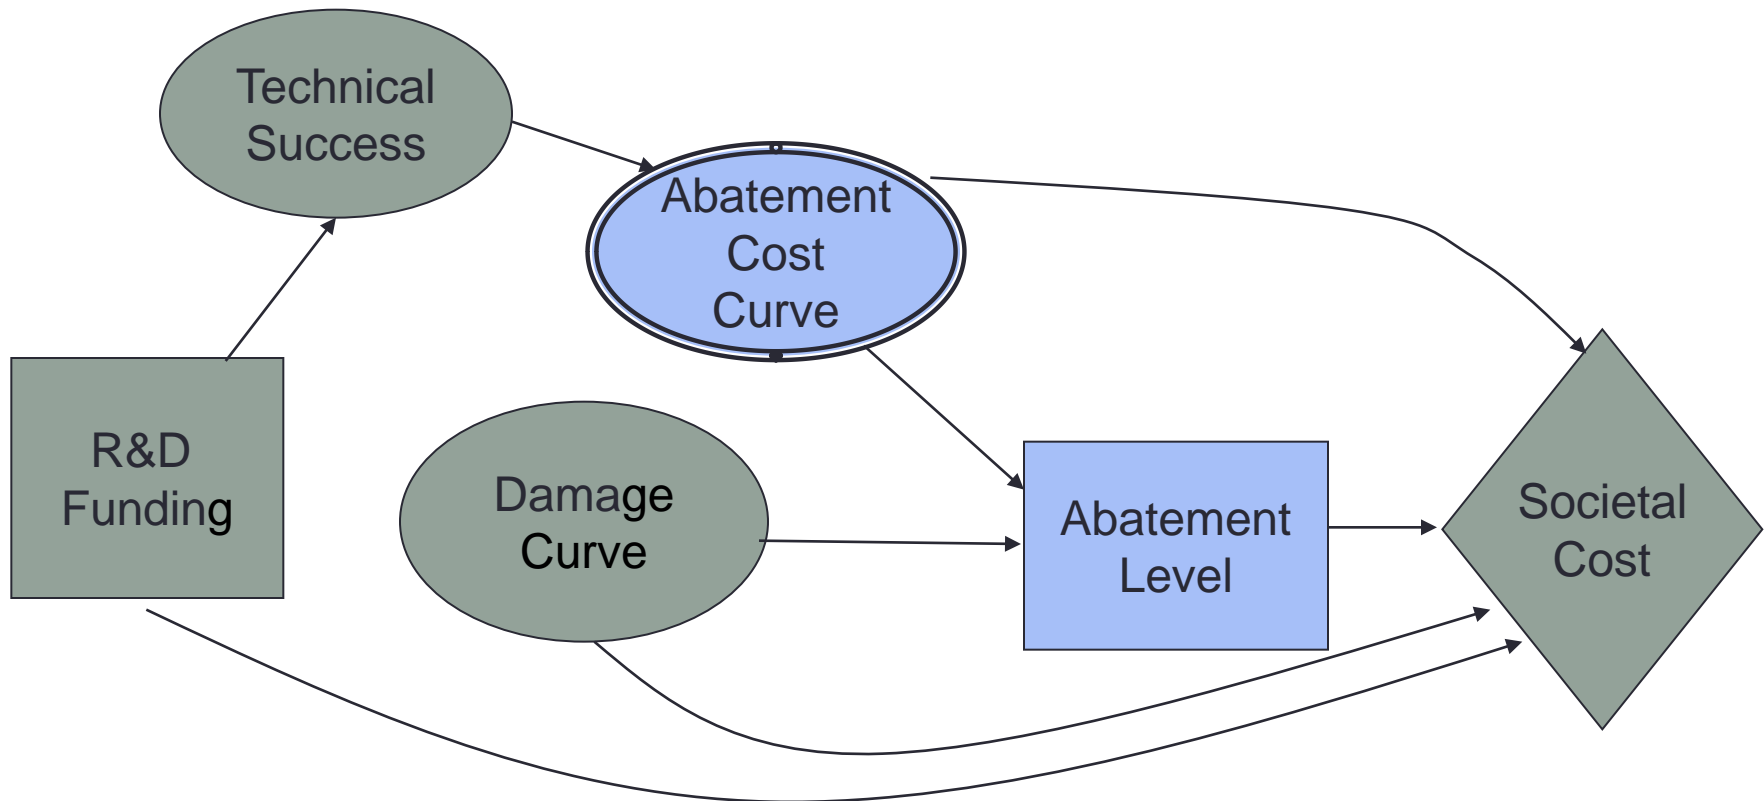 Technical
Success
Abatement
Cost
Curve
R&D
Funding
Damage
Curve
Abatement
Level
Societal
Cost